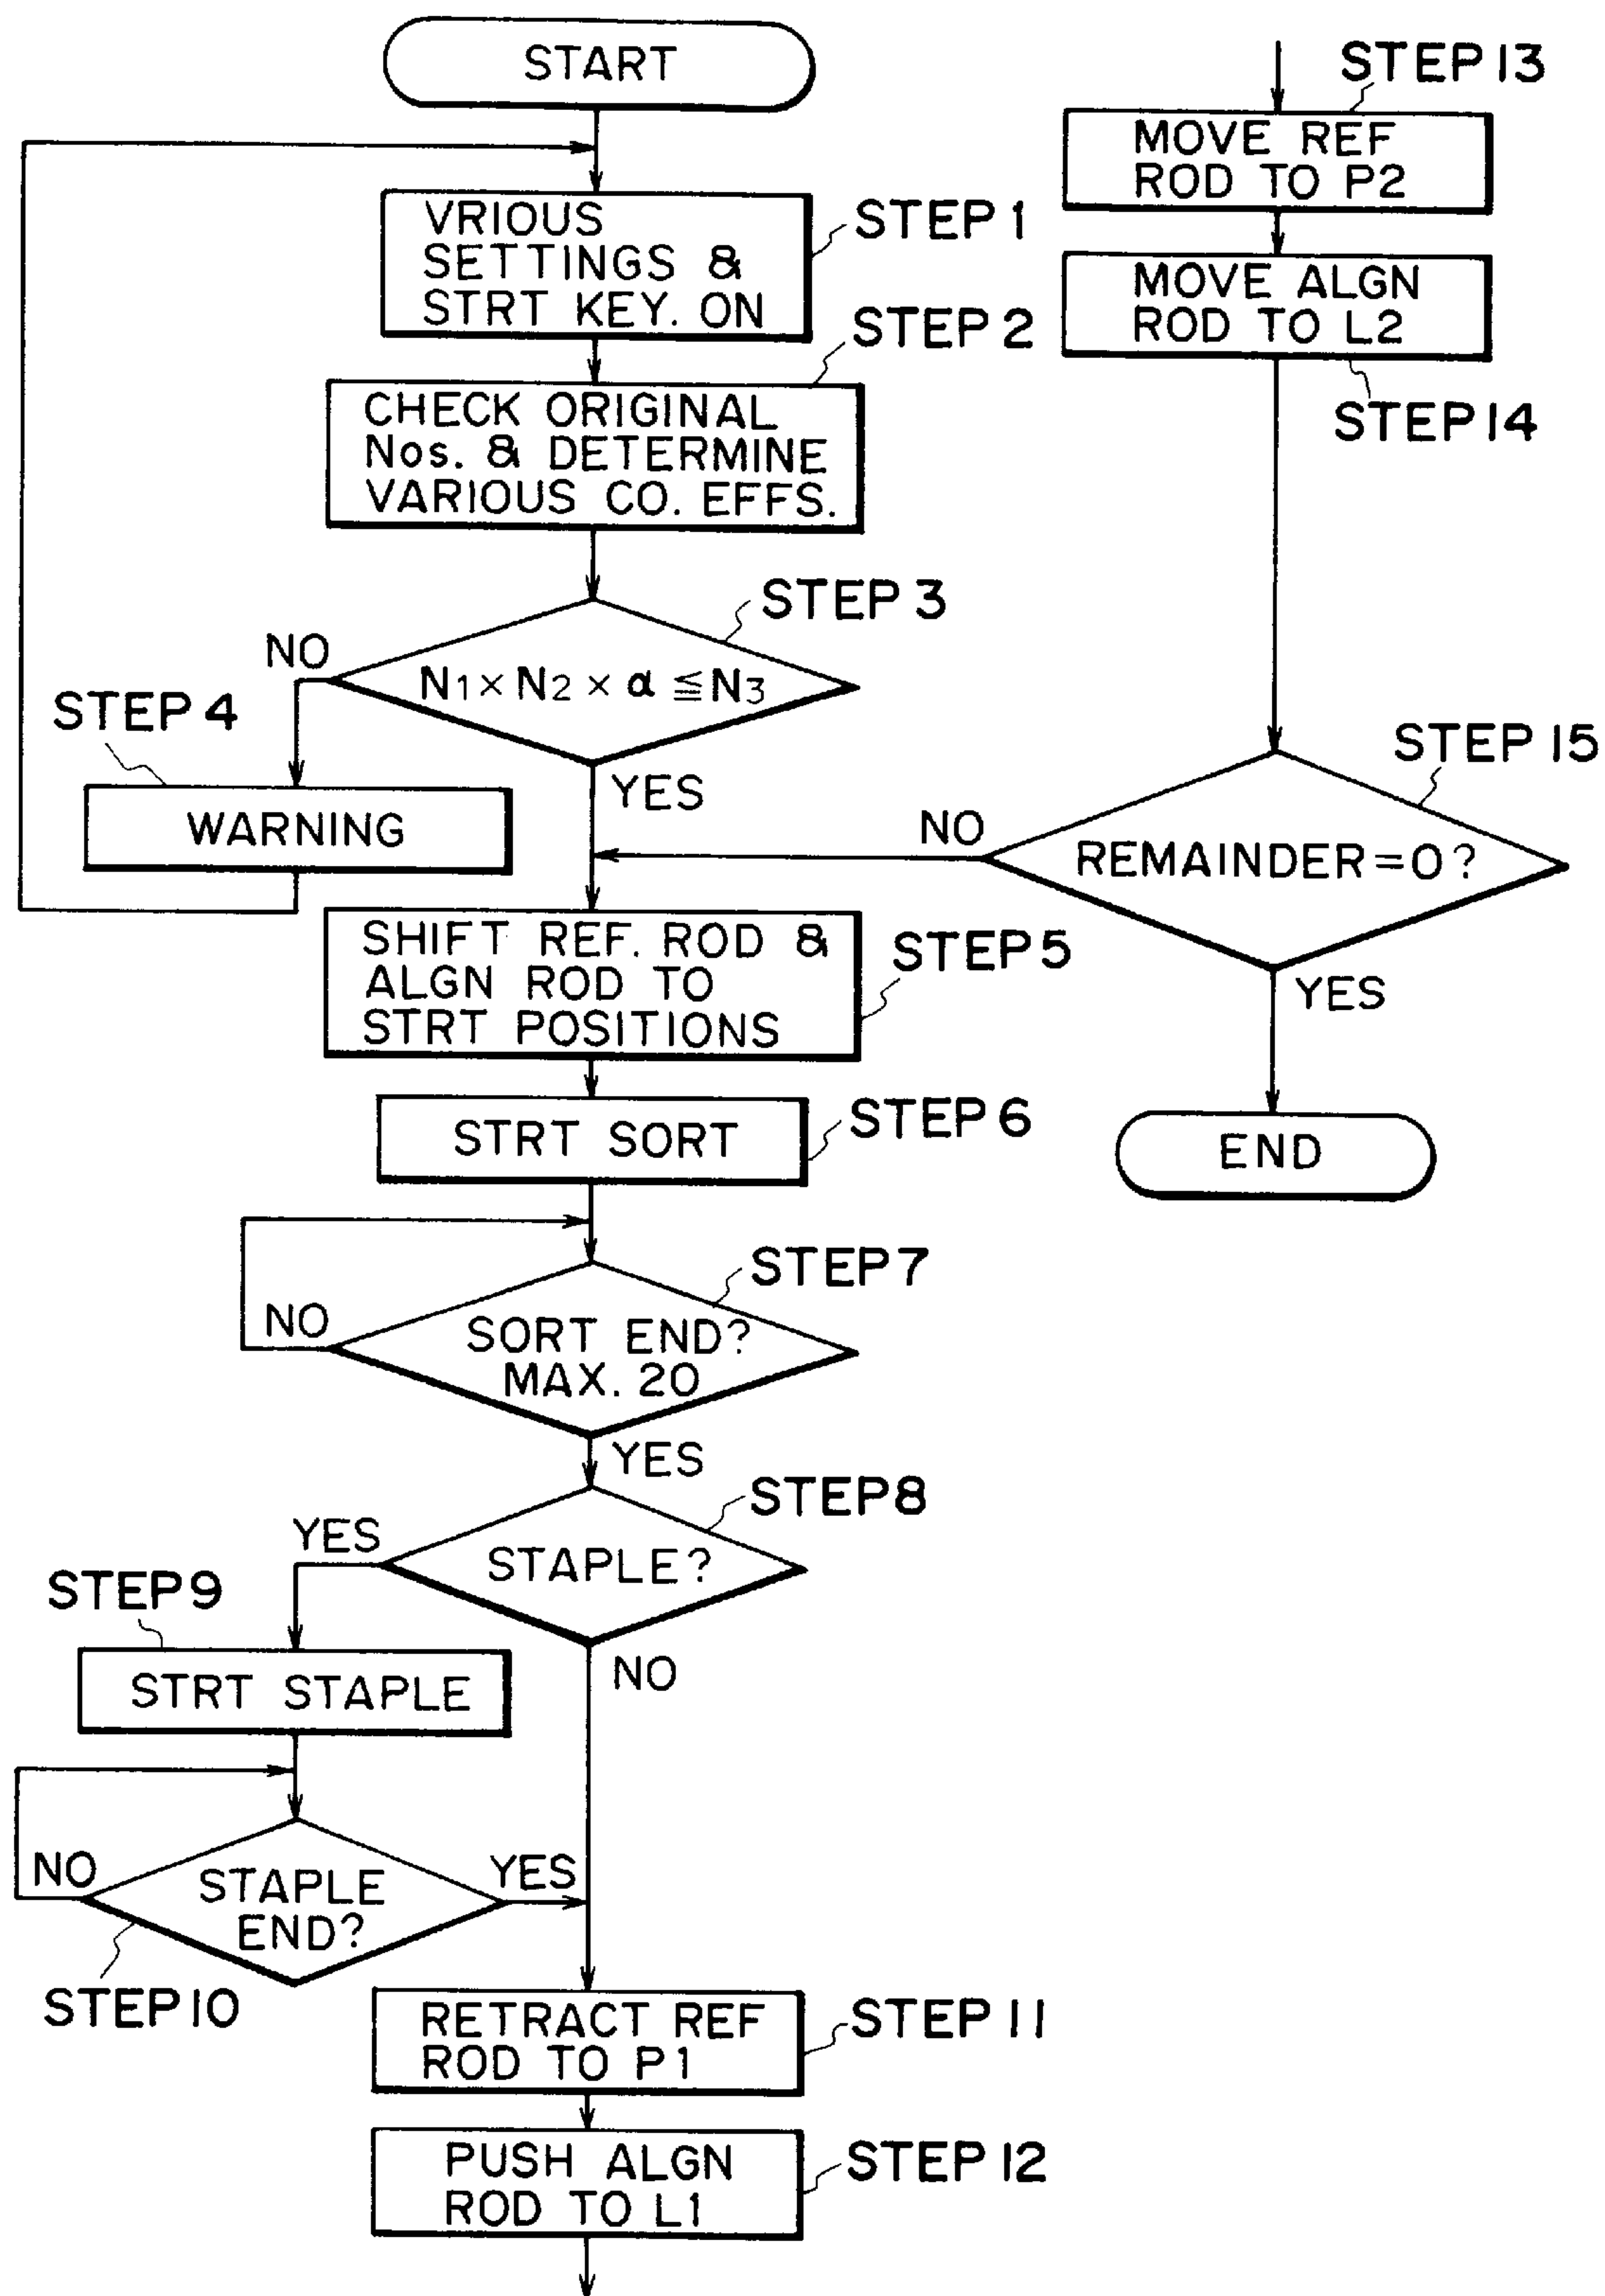 START
VRIOUS
SETTINGS &
STRT KEY. ON
STEP 1
CHECK ORIGINAL
Nos. & DETERMINE
VARIOUS CO. EFFS.
STEP 2
N1 × N2 × α ≦ N3
STEP 3
NO
YES
STEP 4
WARNING
SHIFT REF. ROD &
ALGN ROD TO
STRT POSITIONS
STEP 5
STRT SORT
STEP 6
STEP 7
SORT END?
MAX. 20
NO
YES
STEP 8
STAPLE?
YES
NO
STEP 9
STRT STAPLE
STAPLE
END?
NO
YES
STEP 10
RETRACT REF
ROD TO P1
STEP 11
PUSH ALGN
ROD TO L1
STEP 12
STEP 13
MOVE REF
ROD TO P2
MOVE ALGN
ROD TO L2
STEP 14
STEP 15
REMAINDER = 0?
NO
YES
END